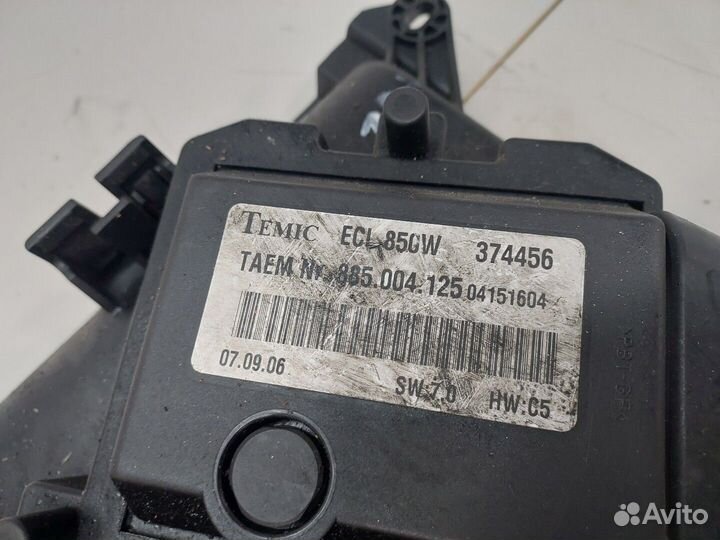 TEMIC ECL 850W 374456
TAEM Nr. 885.004.125 04151604
07.09.06 SW:7.0 HW:C5
Avito